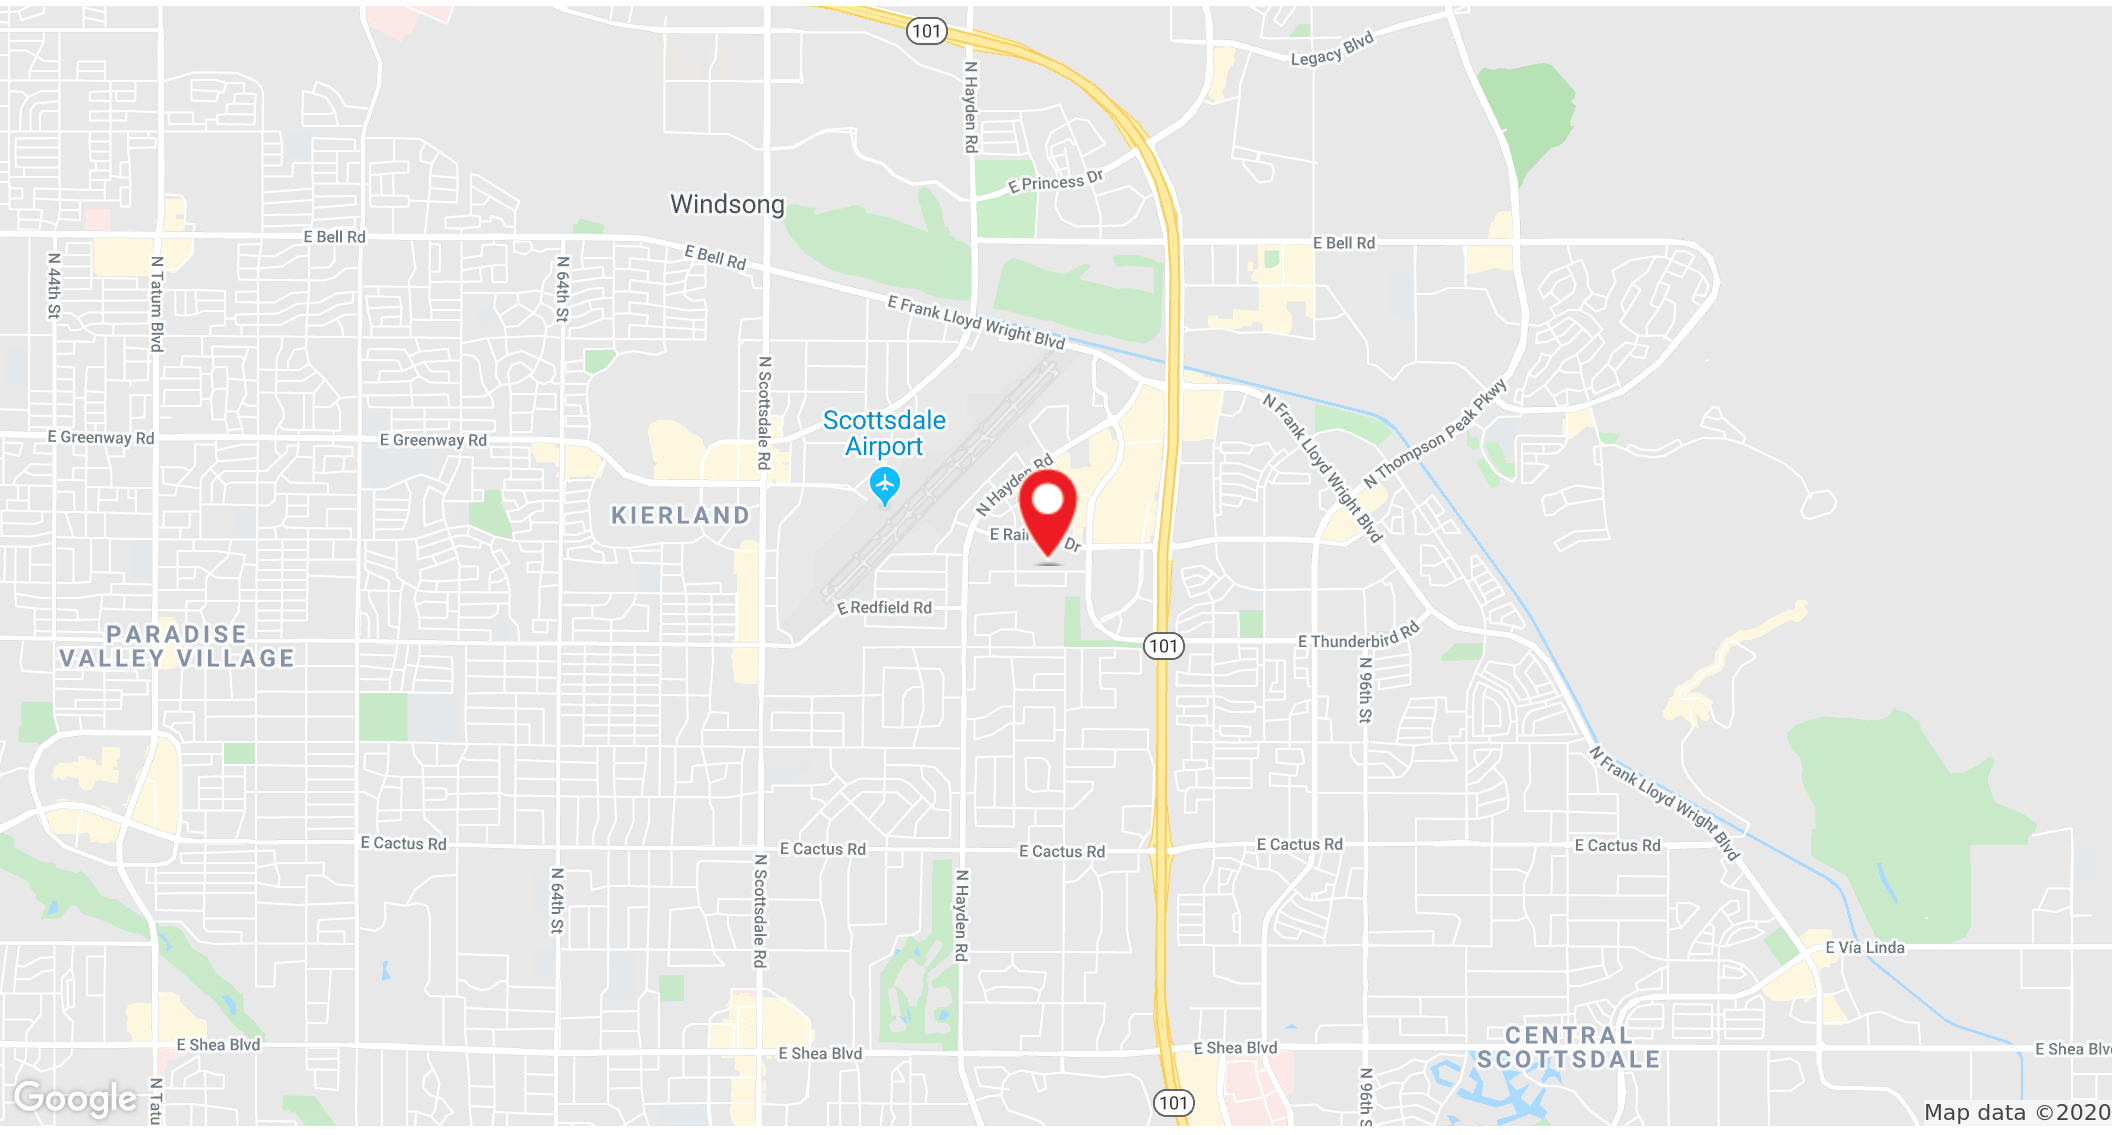 101
Legacy Blvd
N Hayden Rd
E Princess Dr
Windsong
E Bell Rd
E Bell Rd
E Bell Rd
N 44th St
N Tatum Blvd
N 64th St
E Frank Lloyd Wright Blvd
N Scottsdale Rd
Scottsdale
Airport
N Frank Lloyd Wright Blvd
N Thompson Peak Pkwy
E Greenway Rd
E Greenway Rd
N Hayden Rd
KIERLAND
Dr
E Redfield Rd
PARADISE
VALLEY VILLAGE
101
E Thunderbird Rd
N 96th St
N Frank Lloyd Wright Blvd
E Cactus Rd
E Cactus Rd
E Cactus Rd
E Cactus Rd
E Cactus Rd
N 64th St
N Scottsdale Rd
N Hayden Rd
E Vía Linda
E Shea Blvd
E Shea Blvd
E Shea Blvd
E Shea Blv
CENTRAL
SCOTTSDALE
N Tatu
N 96th S
101
Google
Map data ©2020